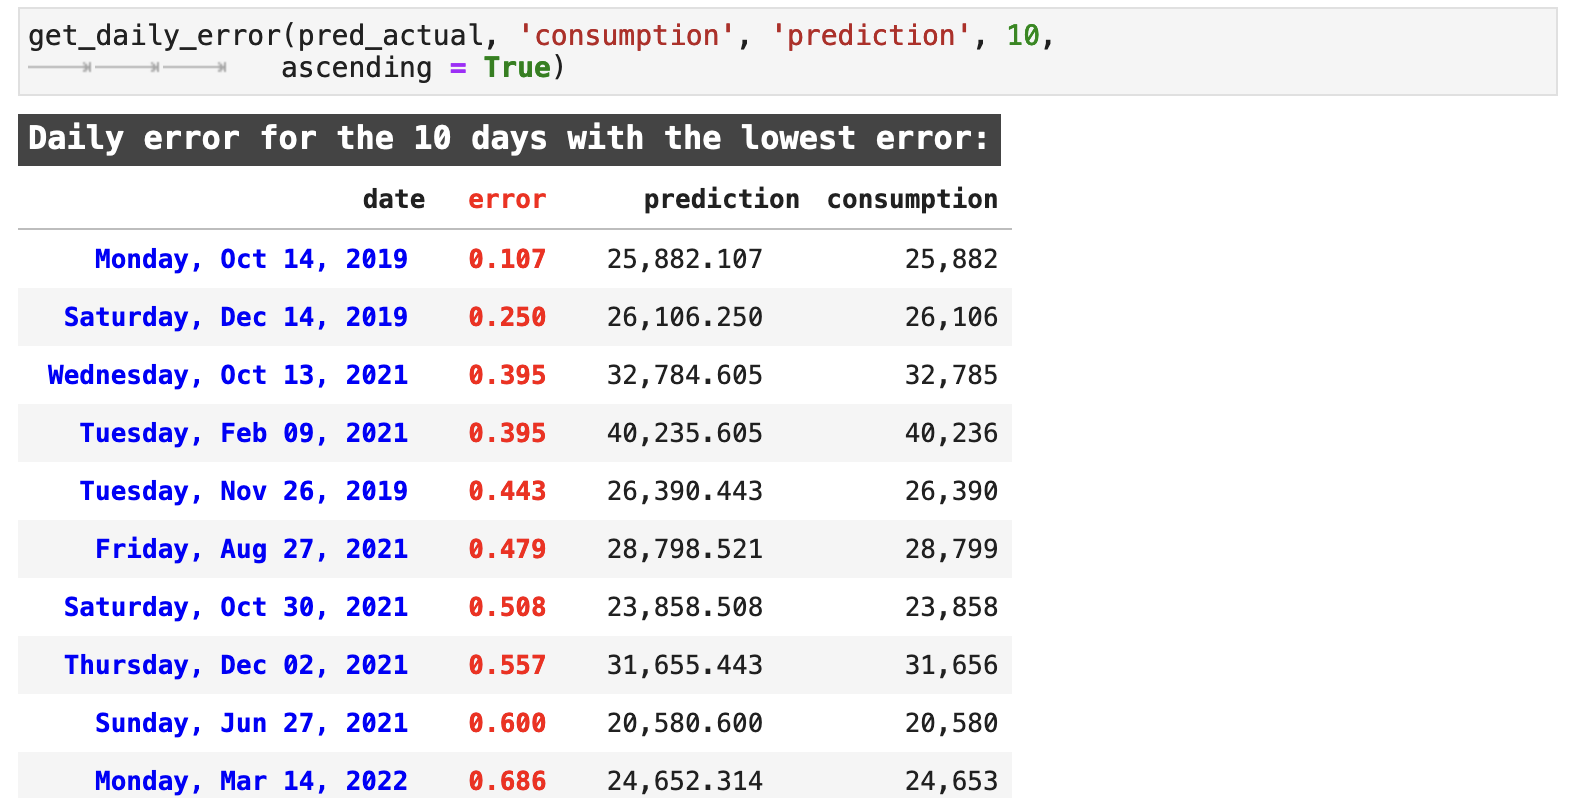 get_daily_error(pred_actual, 'consumption', 'prediction', 10,
ascending = True)
Daily error for the 10 days with the lowest error:
date error prediction consumption
Monday, Oct 14, 2019 0.107 25,882.107 25,882
Saturday, Dec 14, 2019 0.250 26,106.250 26,106
Wednesday, Oct 13, 2021 0.395 32,784.605 32,785
Tuesday, Feb 09, 2021 0.395 40,235.605 40,236
Tuesday, Nov 26, 2019 0.443 26,390.443 26,390
Friday, Aug 27, 2021 0.479 28,798.521 28,799
Saturday, Oct 30, 2021 0.508 23,858.508 23,858
Thursday, Dec 02, 2021 0.557 31,655.443 31,656
Sunday, Jun 27, 2021 0.600 20,580.600 20,580
Monday, Mar 14, 2022 0.686 24,652.314 24,653